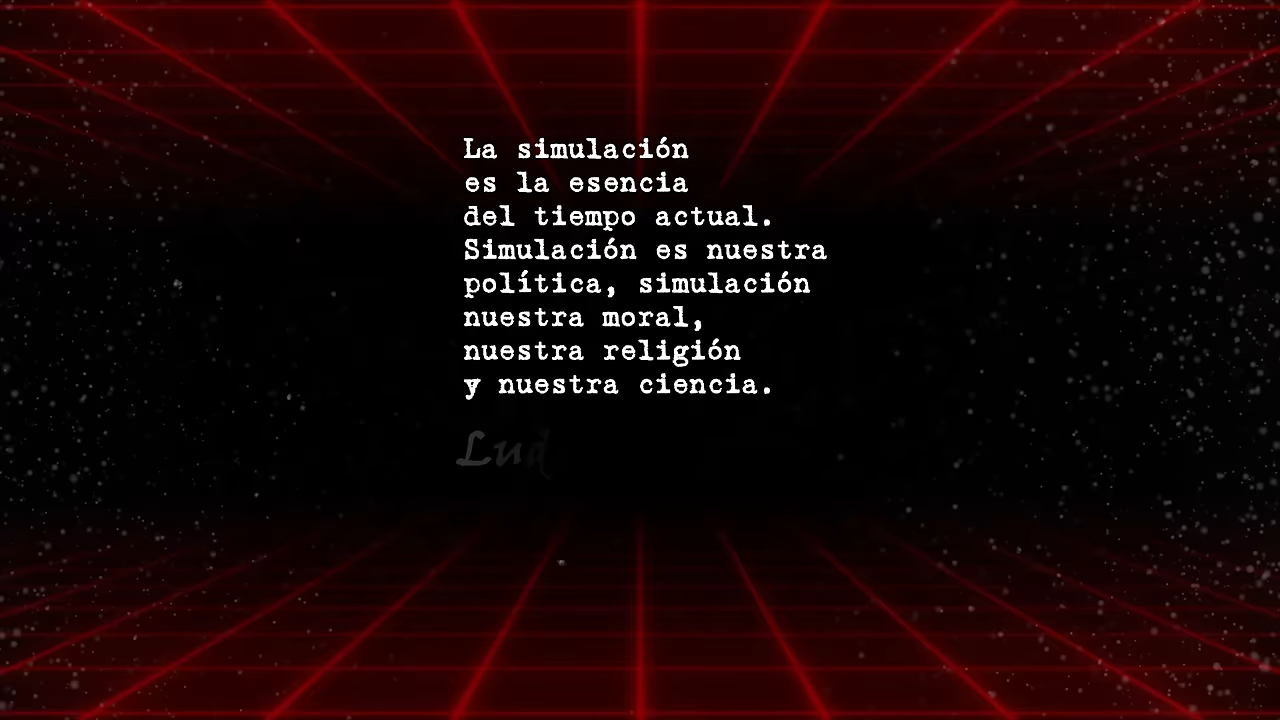 La simulación
es la esencia
del tiempo actual.
Simulación es nuestra
política, simulación
nuestra moral,
nuestra religión
y nuestra ciencia.
Lud